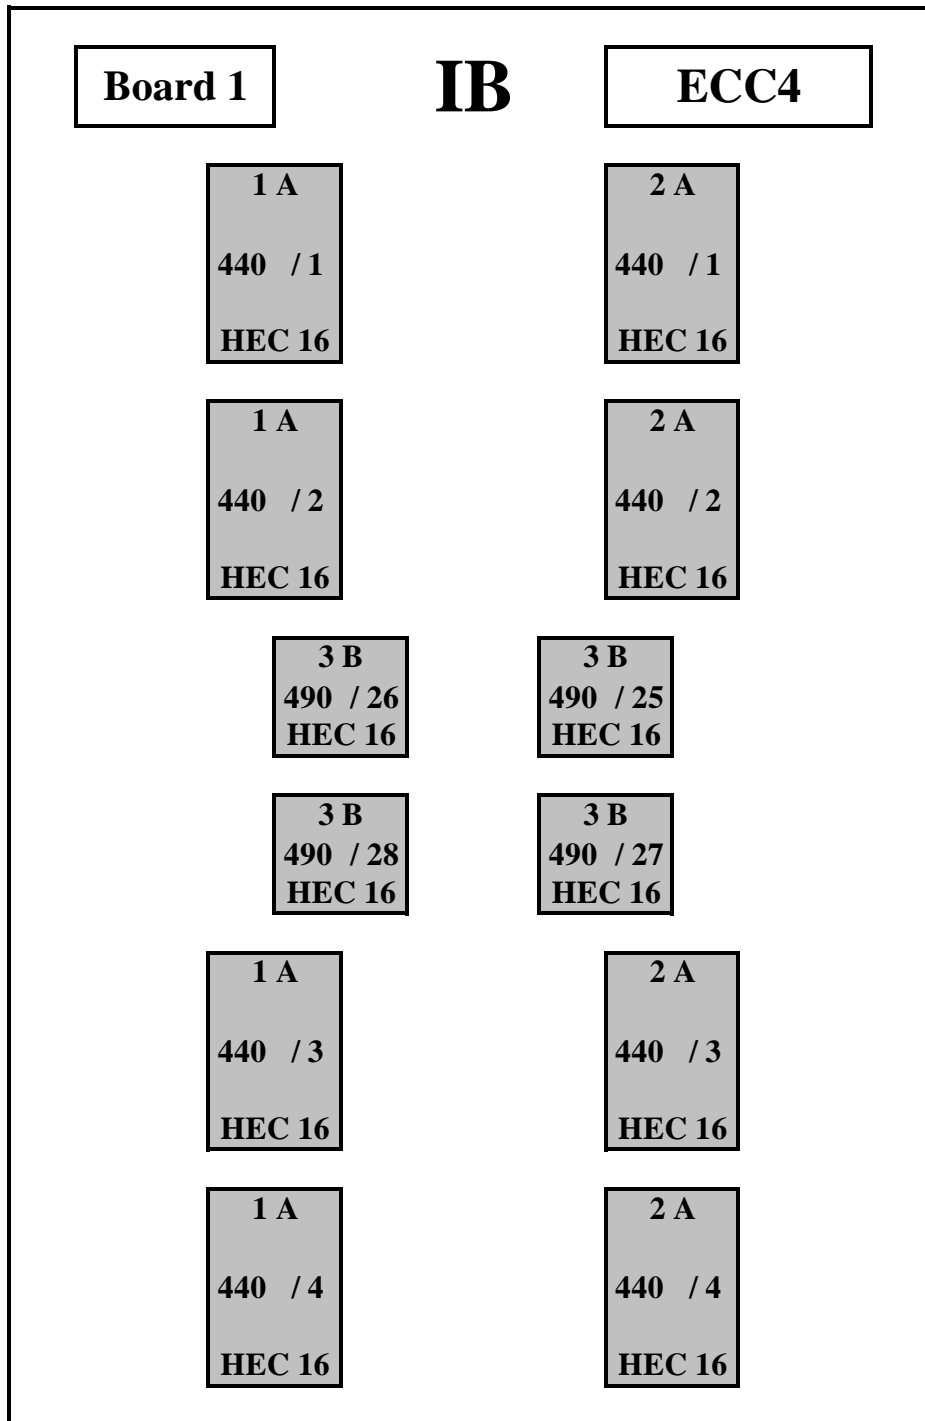 Board 1
IB
ECC4
1 A
440 / 1
HEC 16
2 A
440 / 1
HEC 16
1 A
440 / 2
HEC 16
2 A
440 / 2
HEC 16
3 B
490 / 26
HEC 16
3 B
490 / 25
HEC 16
3 B
490 / 28
HEC 16
3 B
490 / 27
HEC 16
1 A
440 / 3
HEC 16
2 A
440 / 3
HEC 16
1 A
440 / 4
HEC 16
2 A
440 / 4
HEC 16